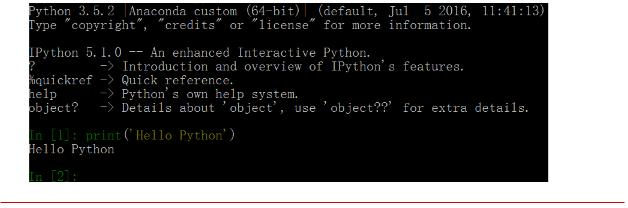 Python 3.5.2 |Anaconda custom (64-bit)| (default, Jul  5 2016, 11:41:13)
Type "copyright", "credits" or "license" for more information.
IPython 5.1.0 -- An enhanced Interactive Python.
?         -> Introduction and overview of IPython's features.
%quickref -> Quick reference.
help      -> Python's own help system.
object?   -> Details about 'object', use 'object??' for extra details.
In [1]: print('Hello Python')
Hello Python
In [2]: